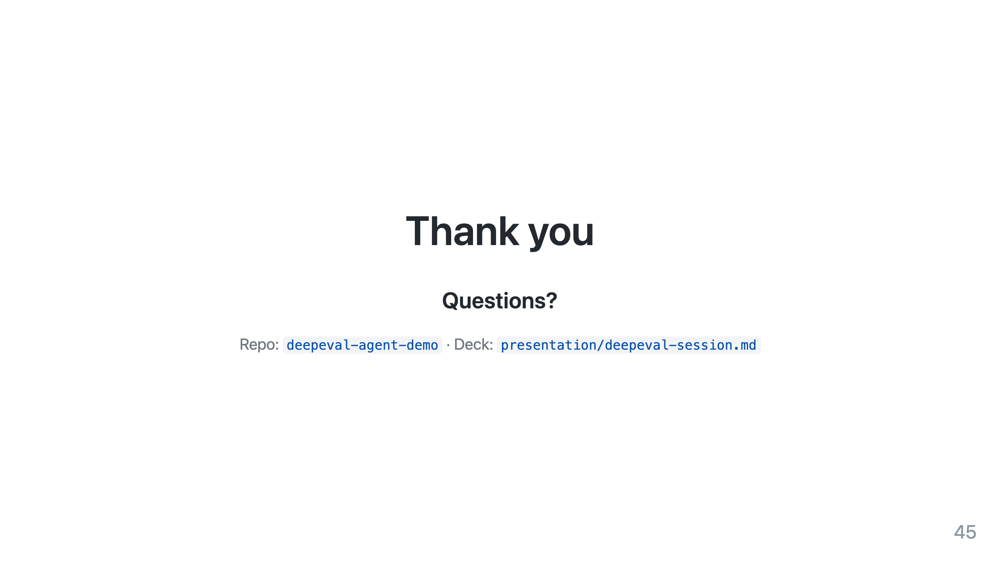 Thank you
Questions?
Repo: deepeval-agent-demo · Deck: presentation/deepeval-session.md
45